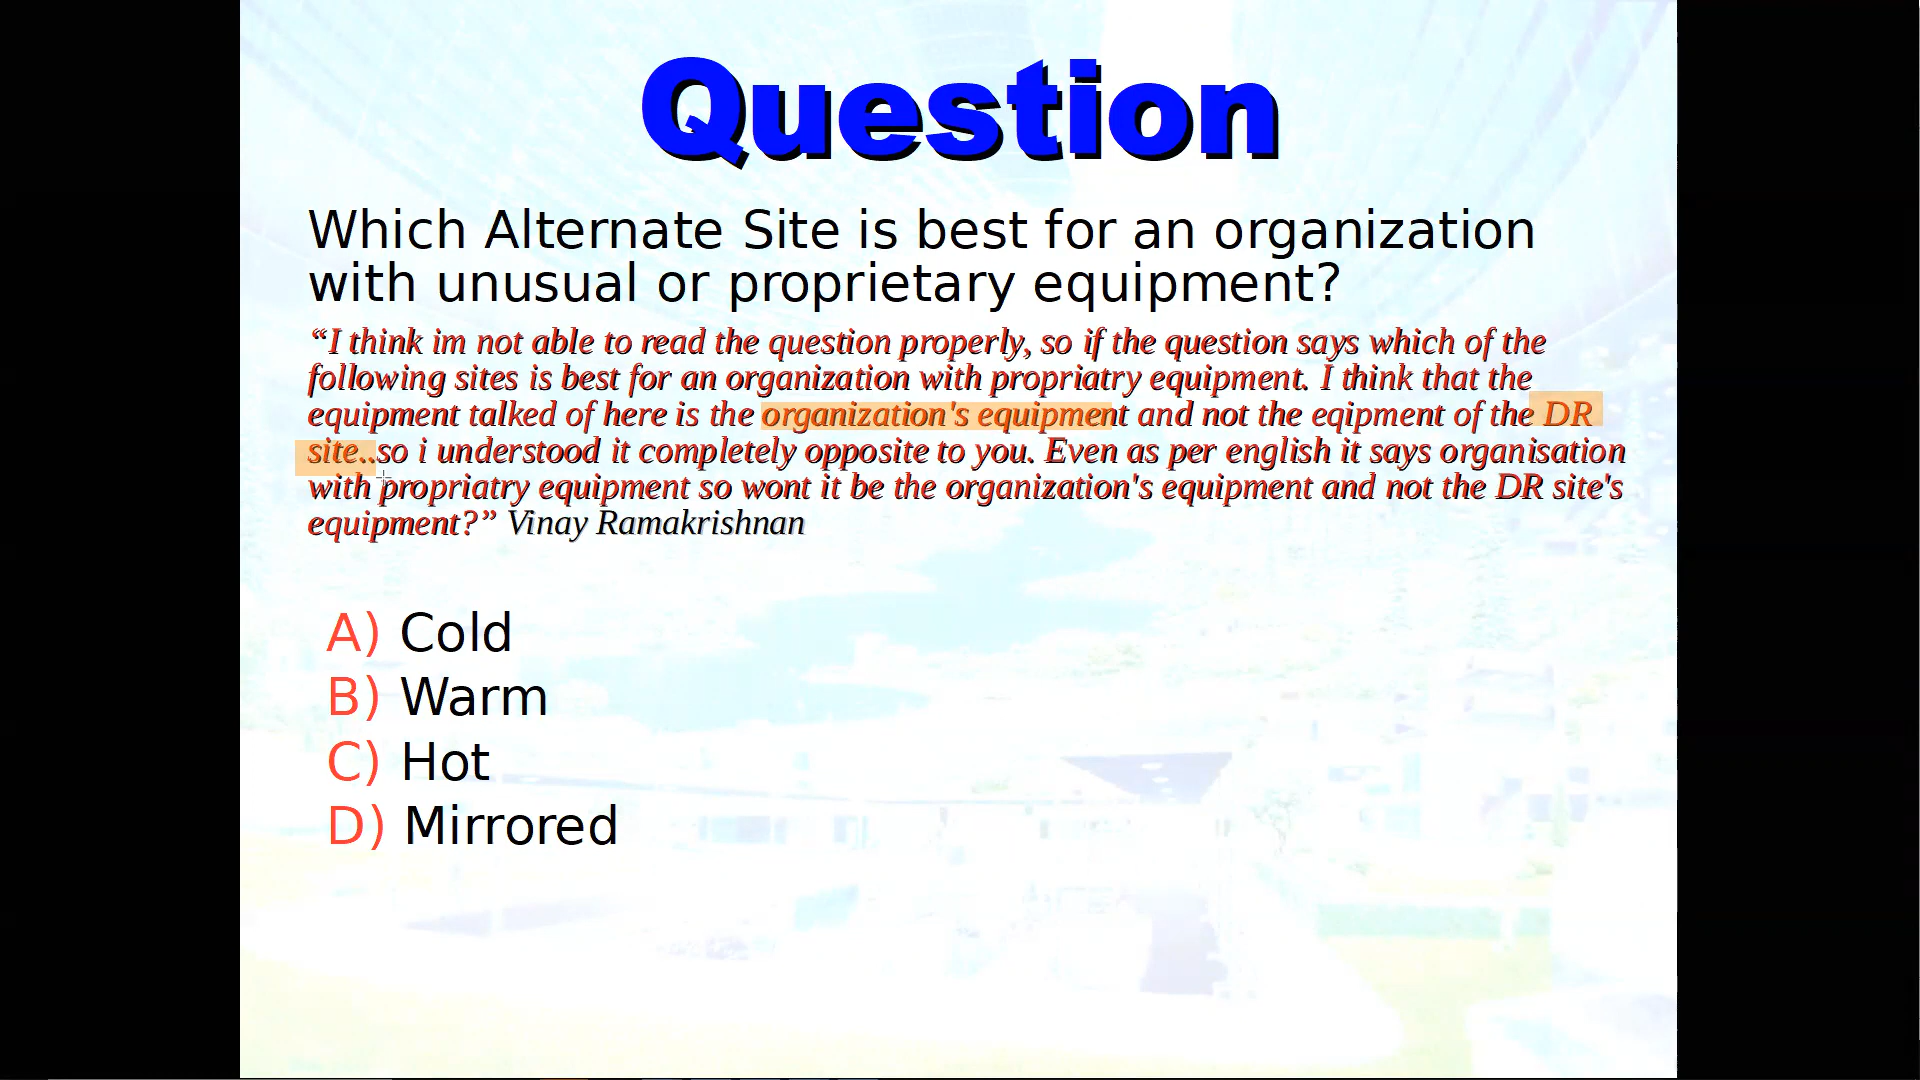 Question
Which Alternate Site is best for an organization
with unusual or proprietary equipment?
“I think im not able to read the question properly, so if the question says which of the
following sites is best for an organization with propriatry equipment. I think that the
equipment talked of here is the organization's equipment and not the eqipment of the DR
site..so i understood it completely opposite to you. Even as per english it says organisation
with propriatry equipment so wont it be the organization's equipment and not the DR site's
equipment?” Vinay Ramakrishnan
A) Cold
B) Warm
C) Hot
D) Mirrored